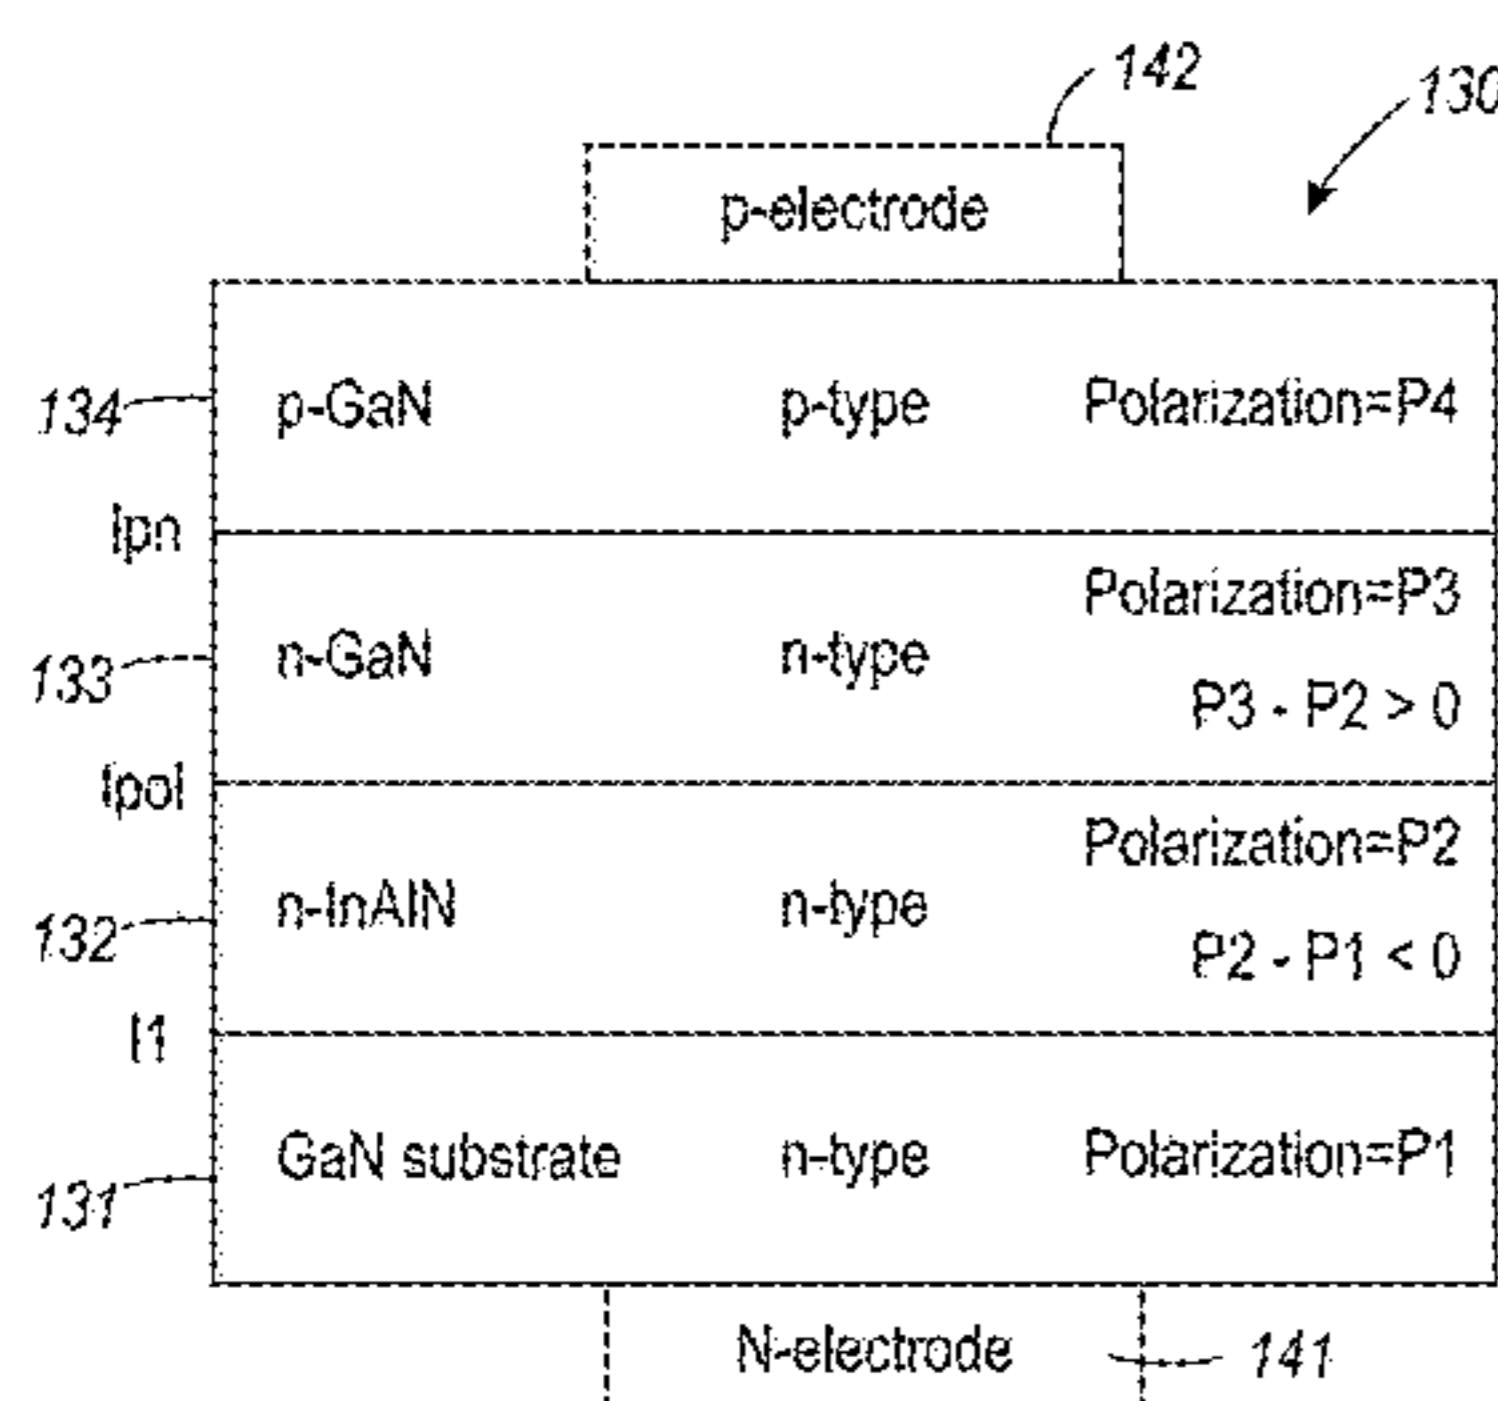 142
130
p-electrode
134 p-GaN p-type Polarization=P4
Ipn
Polarization=P3
133 n-GaN n-type
P3 - P2 > 0
Ipol
Polarization=P2
132 n-InAlN n-type
P2 - P1 < 0
I1
131 GaN substrate n-type Polarization=P1
N-electrode 141